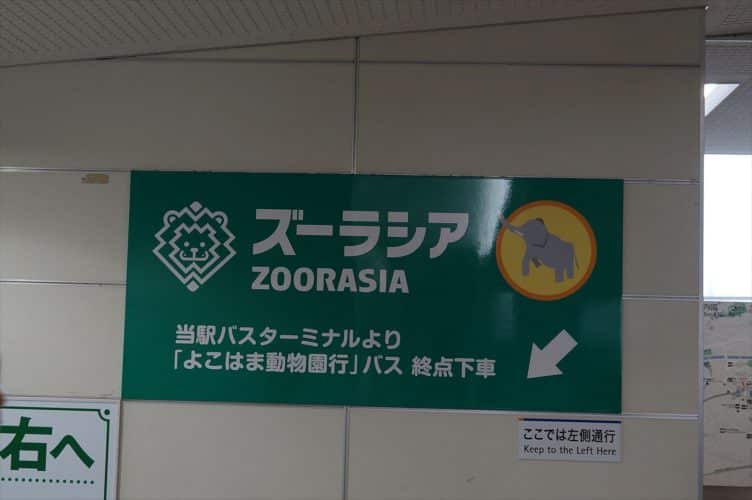 ズーラシア
ZOORASIA
当駅バスターミナルより
「よこはま動物園行」バス 終点下車
ここでは左側通行
Keep to the Left Here
右へ